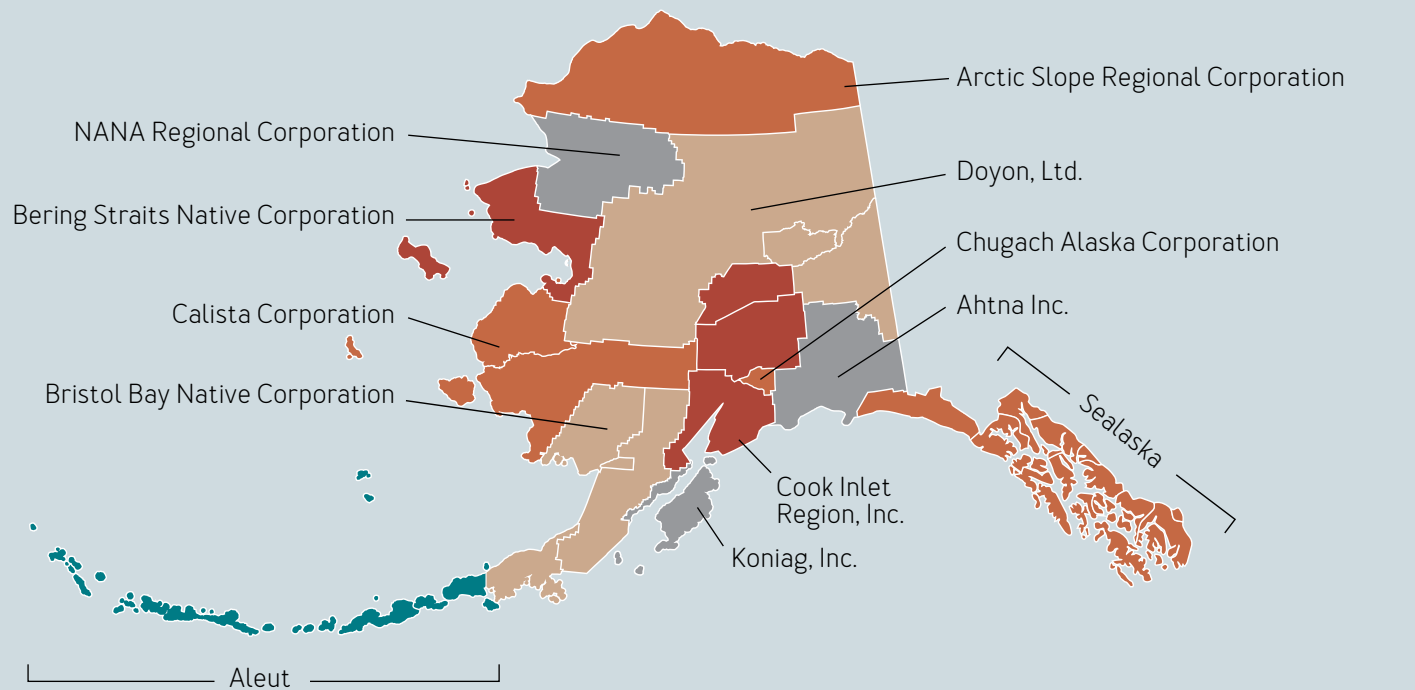 Arctic Slope Regional Corporation
NANA Regional Corporation
Doyon, Ltd.
Bering Straits Native Corporation
Chugach Alaska Corporation
Ahtna Inc.
Calista Corporation
Bristol Bay Native Corporation
Sealaska
Cook Inlet
Region, Inc.
Koniag, Inc.
Aleut